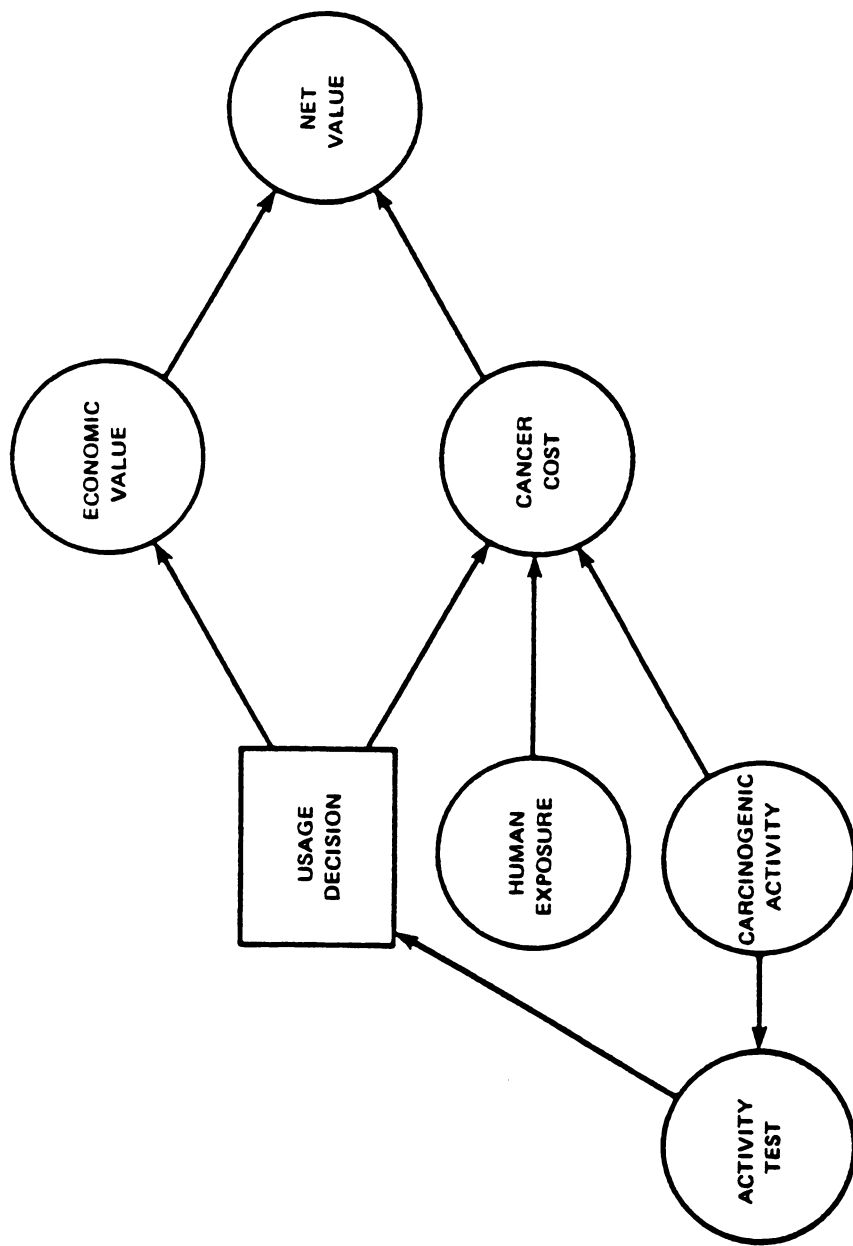 ACTIVITY
TEST
USAGE
DECISION
HUMAN
EXPOSURE
CARCINOGENIC
ACTIVITY
ECONOMIC
VALUE
CANCER
COST
NET
VALUE